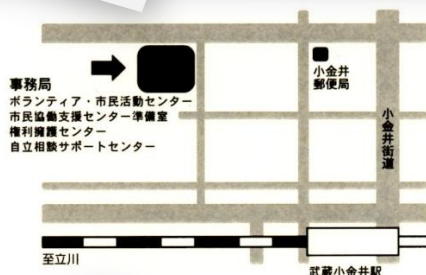 事務局
ボランティア・市民活動センター
市民協働支援センター準備室
権利擁護センター
自立相談サポートセンター
小金井
郵便局
小金井街道
至立川
武蔵小金井駅